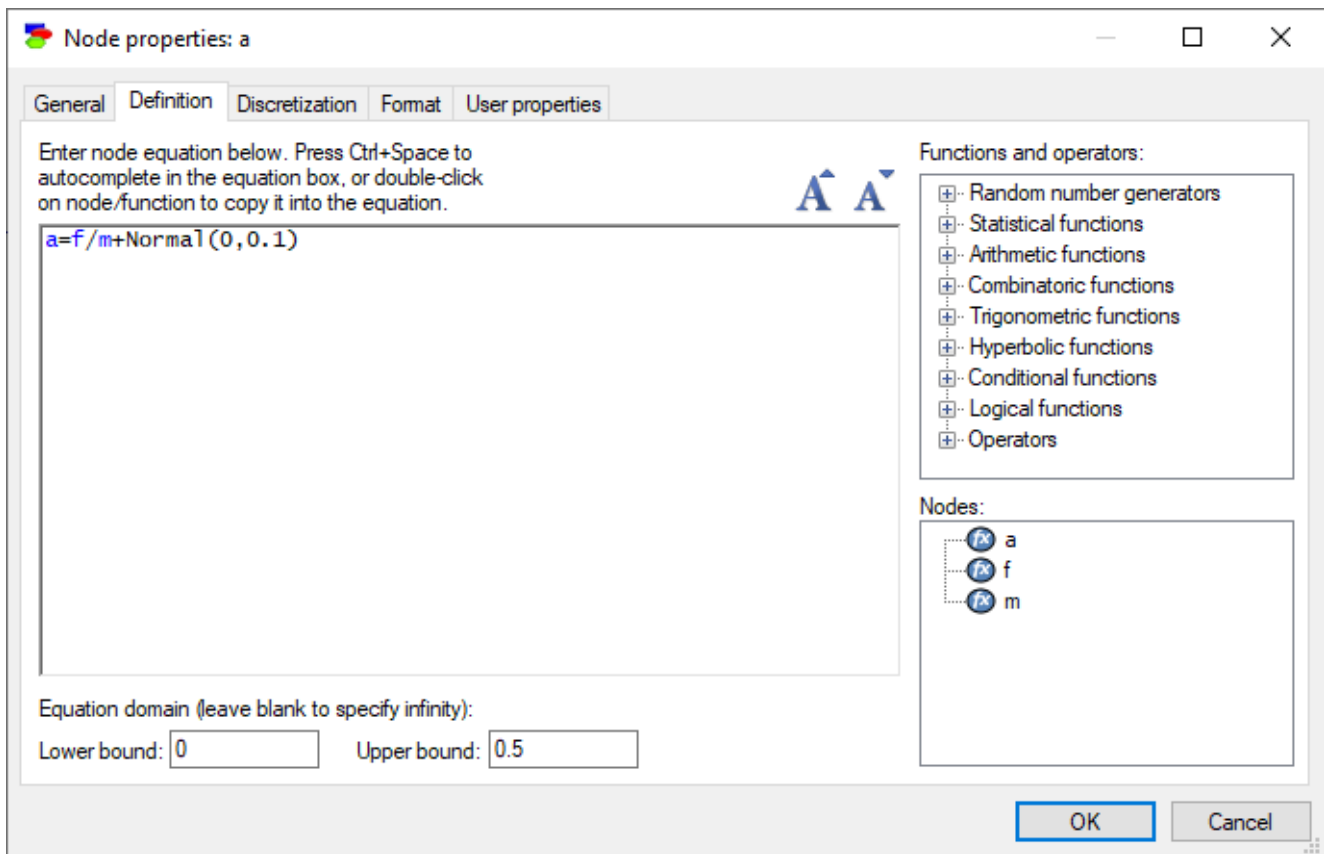 Node properties: a
General Definition Discretization Format User properties
Enter node equation below. Press Ctrl+Space to
autocomplete in the equation box, or double-click
on node/function to copy it into the equation.
A A
a=f/m+Normal(0,0.1)
Equation domain (leave blank to specify infinity):
Lower bound: 0 Upper bound: 0.5
Functions and operators:
Random number generators
Statistical functions
Arithmetic functions
Combinatoric functions
Trigonometric functions
Hyperbolic functions
Conditional functions
Logical functions
Operators
Nodes:
fx a
fx f
fx m
OK Cancel